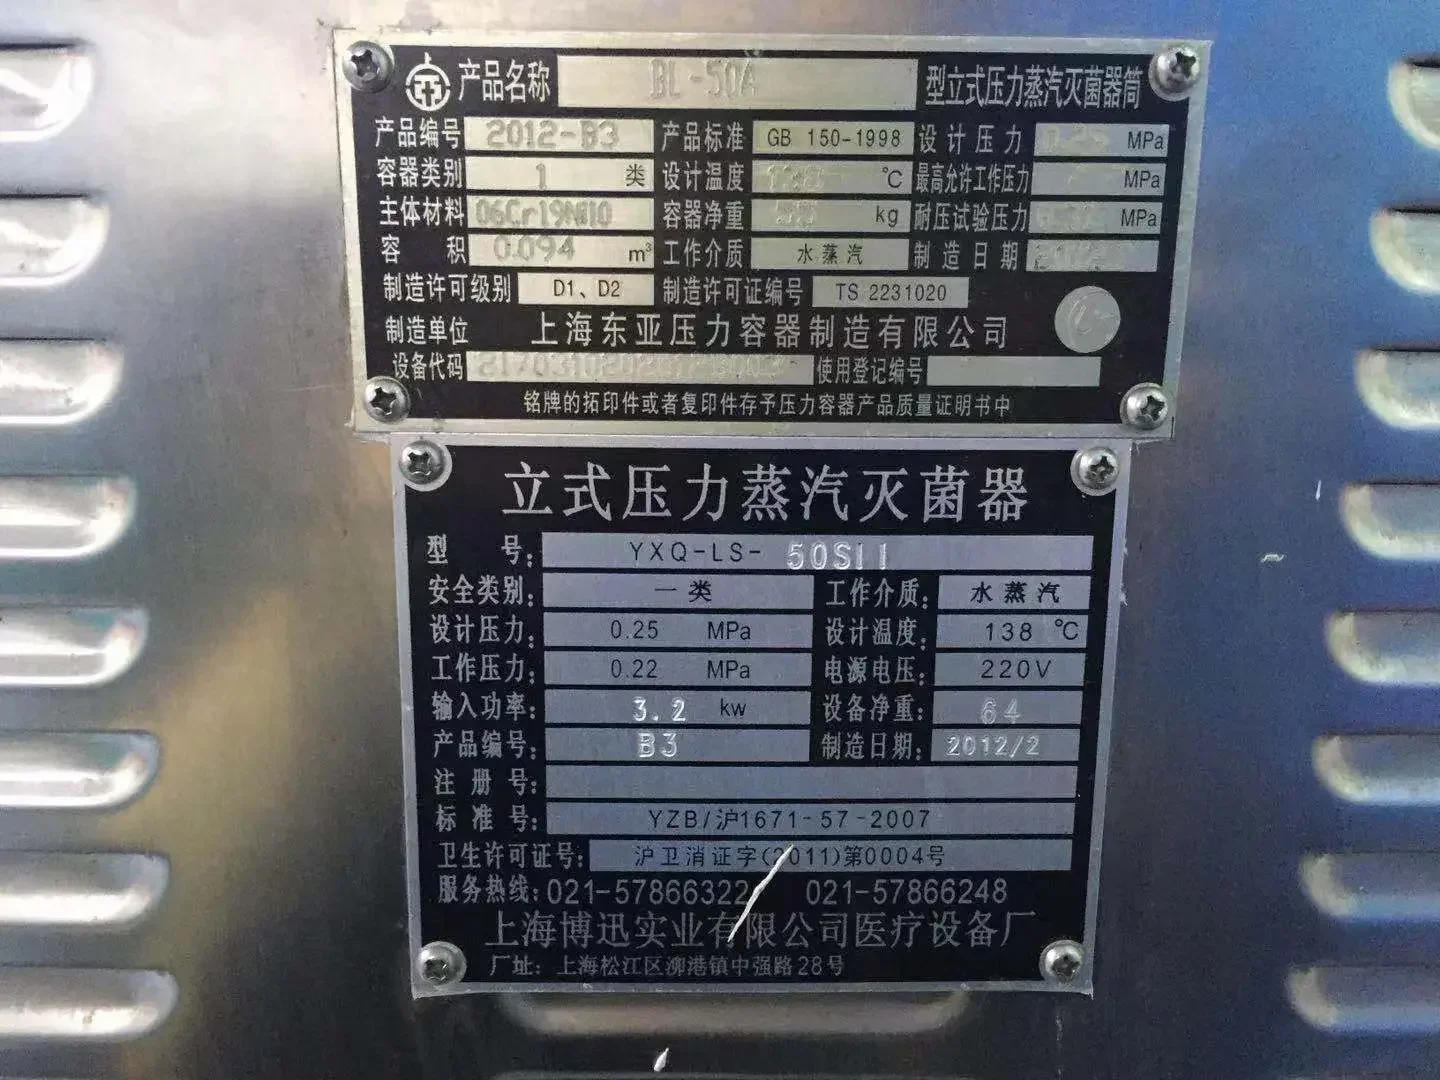 产品名称 BL-50A 型立式压力蒸汽灭菌器筒
产品编号 2012-B3 产品标准 GB 150-1998 设计压力 0.25 MPa
容器类别 1 类 设计温度 ℃ 最高允许工作压力 MPa
主体材料 06Cr19Ni10 容器净重 kg 耐压试验压力 MPa
容积 0.094 m³ 工作介质 水蒸汽 制造日期
制造许可级别 D1、D2 制造许可证编号 TS 2231020
制造单位 上海东亚压力容器制造有限公司
设备代码 使用登记编号
铭牌的拓印件或者复印件存予压力容器产品质量证明书中
立式压力蒸汽灭菌器
型号: YXQ-LS-50SII
安全类别: 一类 工作介质: 水蒸汽
设计压力: 0.25 MPa 设计温度: 138 ℃
工作压力: 0.22 MPa 电源电压: 220V
输入功率: 3.2 kw 设备净重: 64
产品编号: B3 制造日期: 2012/2
注册号:
标准号: YZB/沪1671-57-2007
卫生许可证号: 沪卫消证字(2011)第0004号
服务热线: 021-57866322 021-57866248
上海博迅实业有限公司医疗设备厂
厂址: 上海松江区泖港镇中强路28号